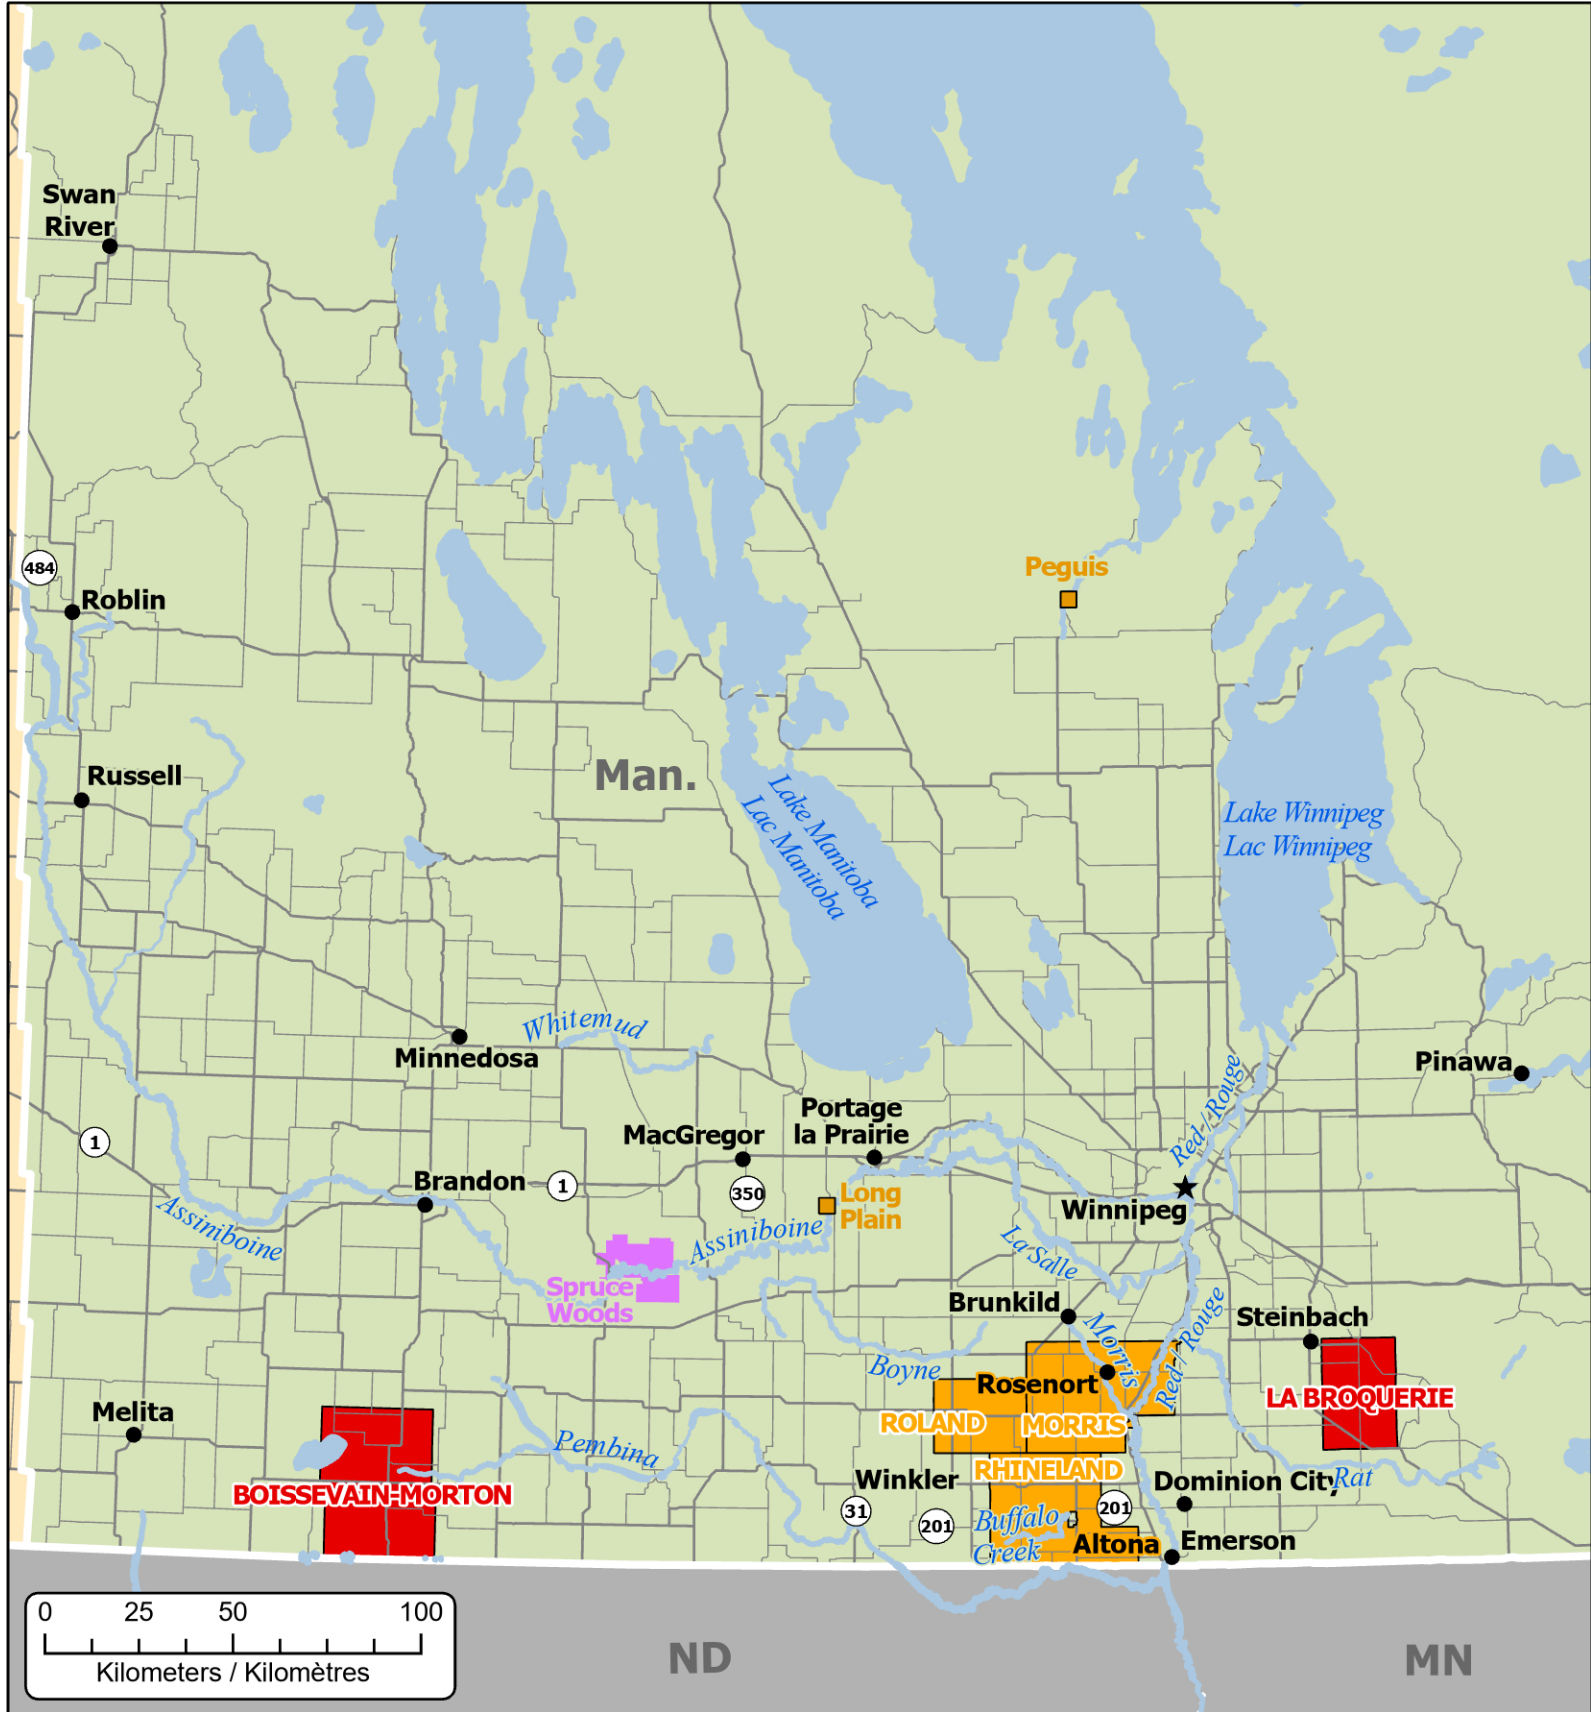 Swan
River
484
Roblin
Peguis
Russell
Man.
Lake Manitoba
Lac Manitoba
Lake Winnipeg
Lac Winnipeg
Whitemud
Minnedosa
Pinawa
Red / Rouge
Portage
la Prairie
MacGregor
1
Brandon
1
350
Long
Plain
Winnipeg
Assiniboine
Assiniboine
La Salle
Spruce
Woods
Brunkild
Morris
Red / Rouge
Steinbach
Boyne
Rosenort
LA BROQUERIE
Melita
ROLAND
MORRIS
Pembina
RHINELAND
Winkler
Dominion City
Rat
BOISSEVAIN-MORTON
31
201
Buffalo
Creek
201
Altona
Emerson
0 25 50 100
Kilometers / Kilomètres
ND
MN